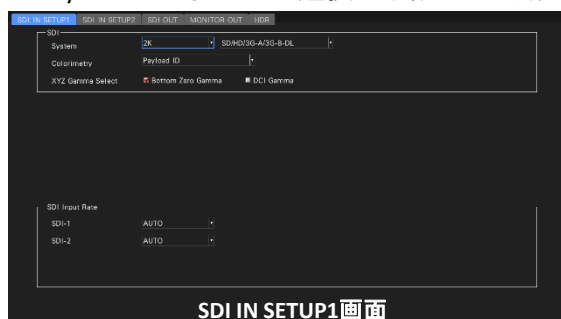 SDI IN SETUP1 SDI IN SETUP2 SDI OUT MONITOR OUT HDR
SDI
System 2K SD/HD/3G-A/3G-B-DL
Colorimetry Payload ID
XYZ Gamma Select Bottom Zero Gamma DCI Gamma
SDI Input Rate
SDI-1 AUTO
SDI-2 AUTO
SDI IN SETUP1画面